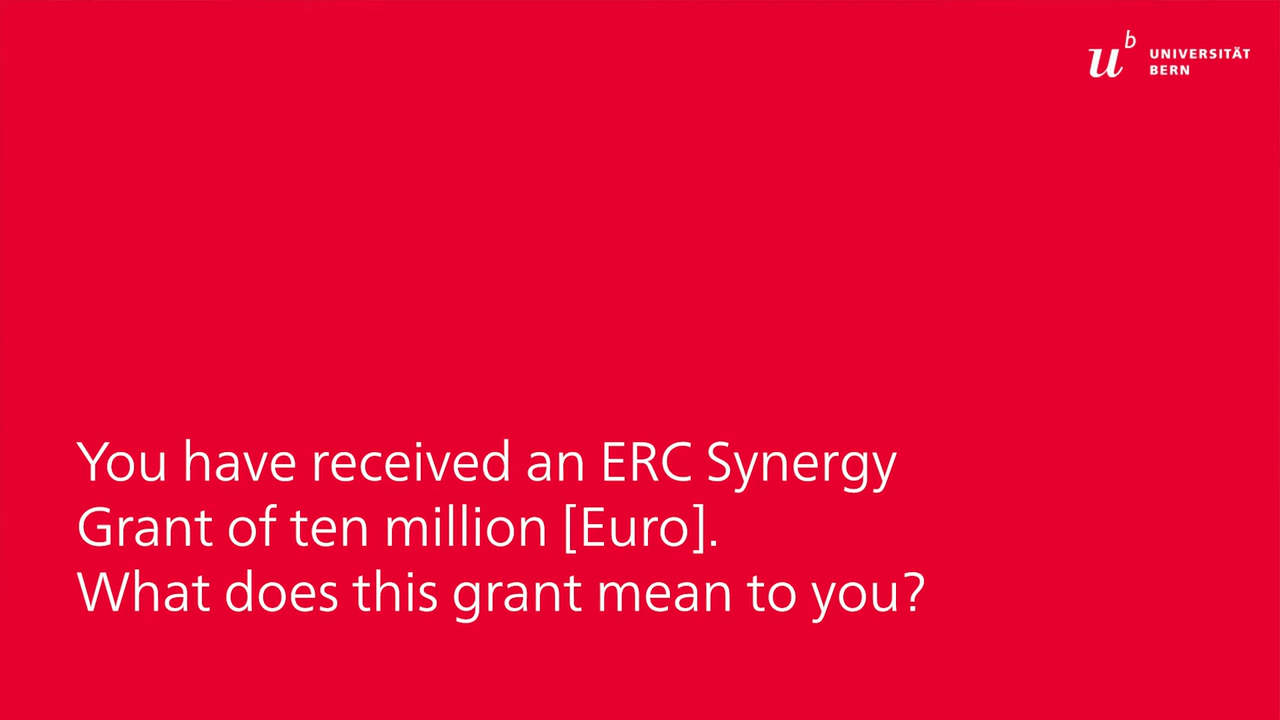 u b
UNIVERSITÄT
BERN
You have received an ERC Synergy
Grant of ten million [Euro].
What does this grant mean to you?